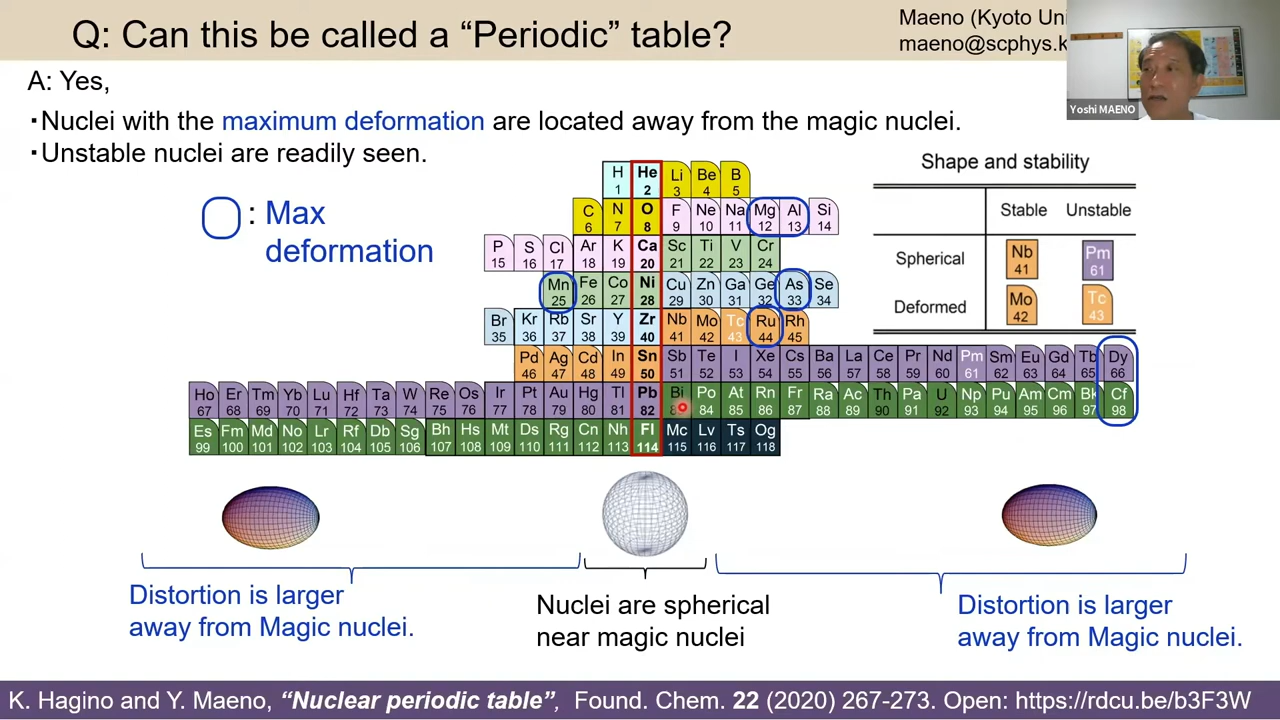 Q: Can this be called a “Periodic” table?
Maeno (Kyoto Uni
maeno@scphys.k
Yoshi MAENO
A: Yes,
･Nuclei with the maximum deformation are located away from the magic nuclei.
･Unstable nuclei are readily seen.
: Max
deformation
H He Li Be B
1 2 3 4 5
C N O F Ne Na Mg Al Si
6 7 8 9 10 11 12 13 14
P S Cl Ar K Ca Sc Ti V Cr
15 16 17 18 19 20 21 22 23 24
Mn Fe Co Ni Cu Zn Ga Ge As Se
25 26 27 28 29 30 31 32 33 34
Br Kr Rb Sr Y Zr Nb Mo Tc Ru Rh
35 36 37 38 39 40 41 42 43 44 45
Pd Ag Cd In Sn Sb Te I Xe Cs Ba La Ce Pr Nd Pm Sm Eu Gd Tb Dy
46 47 48 49 50 51 52 53 54 55 56 57 58 59 60 61 62 63 64 65 66
Ho Er Tm Yb Lu Hf Ta W Re Os Ir Pt Au Hg Tl Pb Bi Po At Rn Fr Ra Ac Th Pa U Np Pu Am Cm Bk Cf
67 68 69 70 71 72 73 74 75 76 77 78 79 80 81 82 84 85 86 87 88 89 90 91 92 93 94 95 96 97 98
Es Fm Md No Lr Rf Db Sg Bh Hs Mt Ds Rg Cn Nh Fl Mc Lv Ts Og
99 100 101 102 103 104 105 106 107 108 109 110 111 112 113 114 115 116 117 118
Shape and stability
Stable Unstable
Spherical Nb 41 Pm 61
Deformed Mo 42 Tc 43
Distortion is larger
away from Magic nuclei.
Nuclei are spherical
near magic nuclei
Distortion is larger
away from Magic nuclei.
K. Hagino and Y. Maeno, “Nuclear periodic table”, Found. Chem. 22 (2020) 267-273. Open: https://rdcu.be/b3F3W